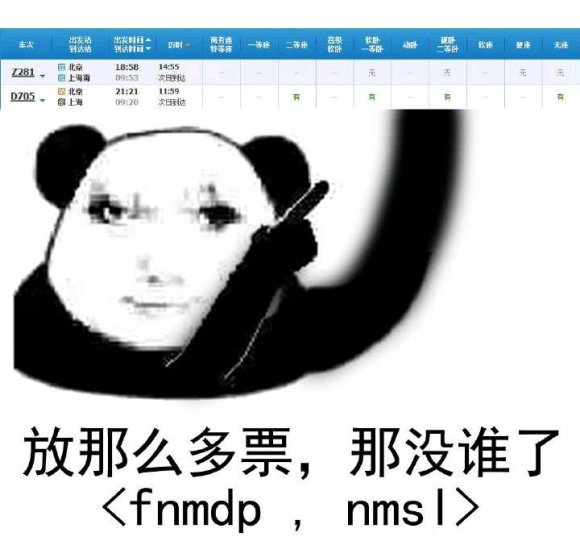 车次 出发站 到达站 出发时间 到达时间 历时 商务座 特等座 一等座 二等座 高级软卧 软卧 一等卧 动卧 硬卧 二等卧 软座 硬座 无座
Z281 过 北京 18:58 14:55 -- -- -- -- 无 -- 无 -- 无 无
过 上海南 09:53 次日到达
D705 始 北京 21:21 11:59 -- -- 有 -- 有 -- 有 -- -- 有
终 上海 09:20 次日到达
放那么多票，那没谁了
<fnmdp , nmsl>